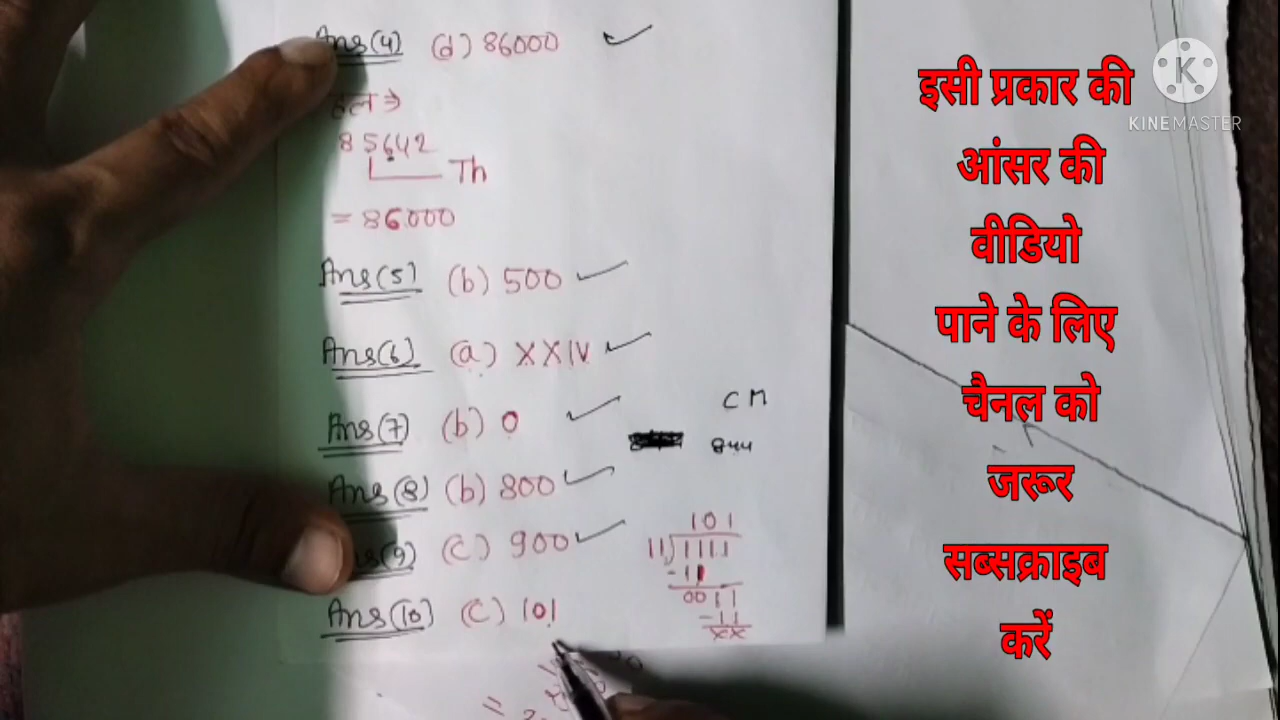 Ans(4) (d) 86000
हल →
85642
Th
= 86000
Ans(5) (b) 500
Ans(6) (a) XXIV
Ans(7) (b) 0
CM
844
Ans(8) (b) 800
Ans(9) (C) 900
Ans(10) (C) 101
101
11)1111
-11
0011
-11
xx
=
इसी प्रकार की
आंसर की
वीडियो
पाने के लिए
चैनल को
जरूर
सब्सक्राइब
करें
K
KINEMASTER